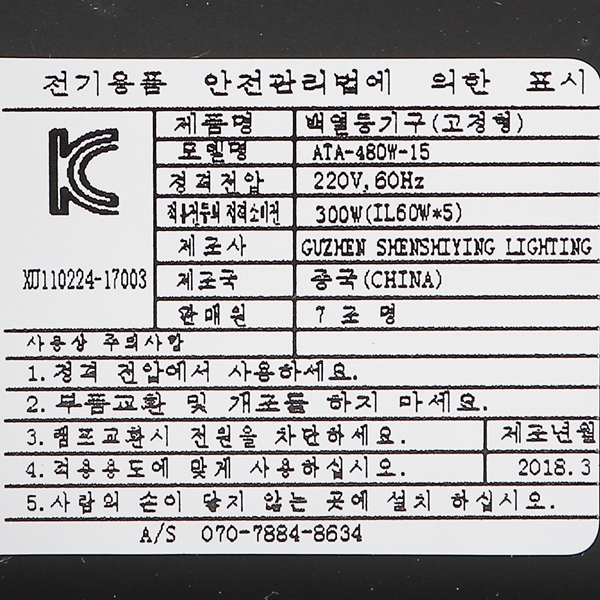 전기용품 안전관리법에 의한 표시
제품명 백열등기구(고정형)
모델명 ATA-480W-15
정격전압 220V,60Hz
적용전구의 정격소비전력 300W(IL60W*5)
제조사 GUZHEN SHENSHIYING LIGHTING
XU110224-17003
제조국 중국(CHINA)
판매원 7 조 명
사용상 주의사항
1.정격 전압에서 사용하세요.
2.부품교환 및 개조를 하지 마세요.
3.램프교환시 전원을 차단하세요. 제조년월
4.적용용도에 맞게 사용하십시오. 2018.3
5.사람의 손이 닿지 않는 곳에 설치 하십시오.
A/S 070-7884-8634